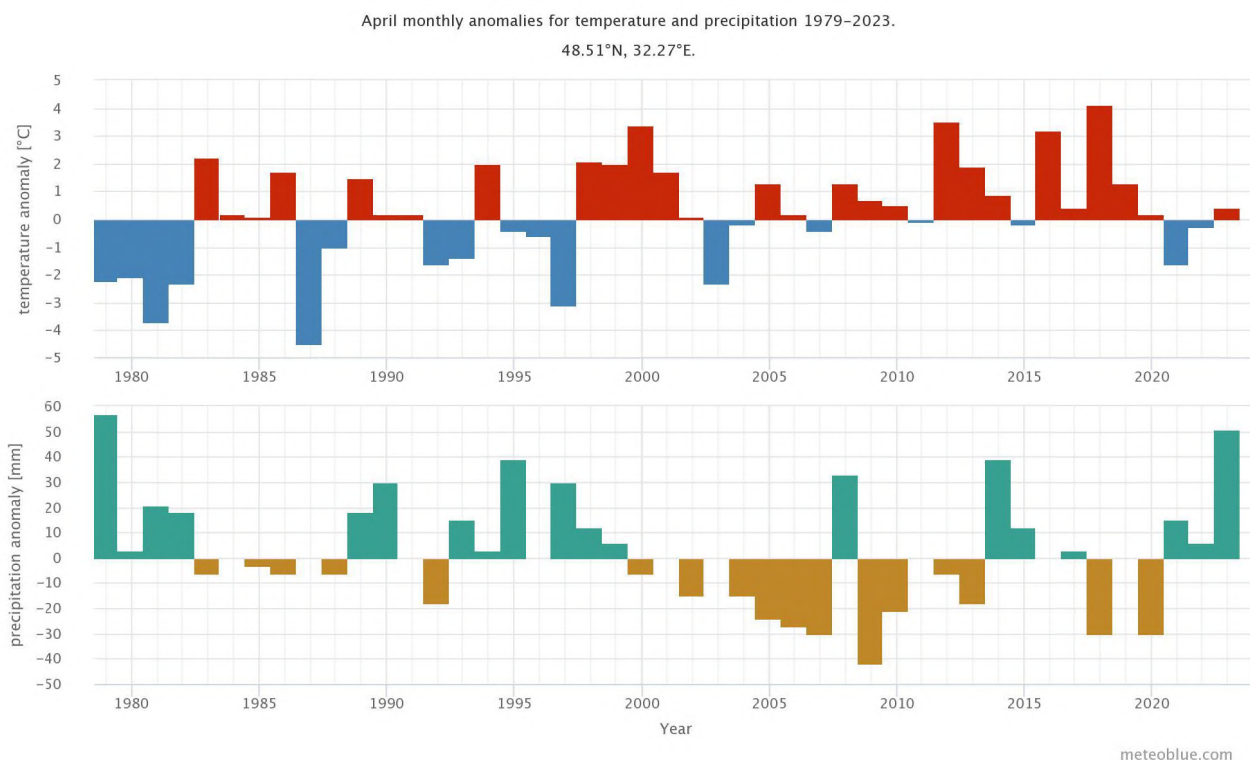 April monthly anomalies for temperature and precipitation 1979-2023.
48.51°N, 32.27°E.
temperature anomaly [°C]
5
4
3
2
1
0
-1
-2
-3
-4
-5
1980 1985 1990 1995 2000 2005 2010 2015 2020
precipitation anomaly [mm]
60
50
40
30
20
10
0
-10
-20
-30
-40
-50
1980 1985 1990 1995 2000 2005 2010 2015 2020
Year
meteoblue.com